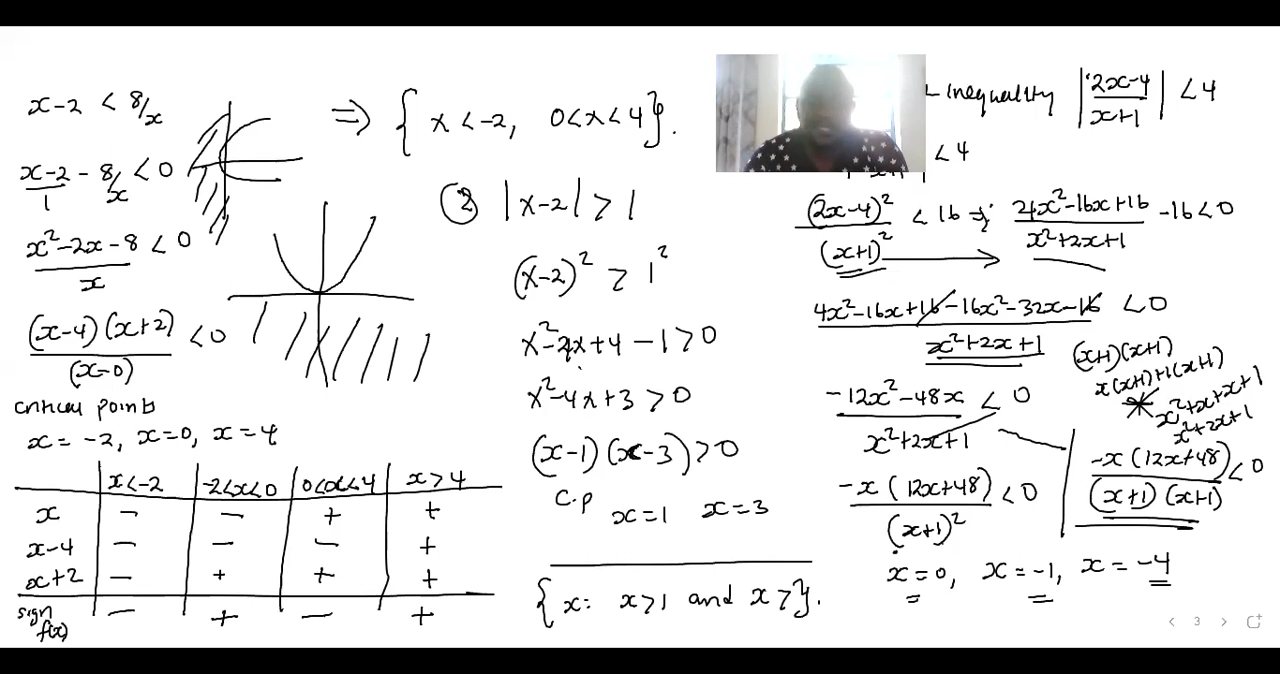 x-2 < 8/x
x-2/1 - 8/x < 0
x²-2x-8/x < 0
(x-4)(x+2)/(x-0) < 0
critical points
x = -2, x=0, x=4
x<-2 -2<x<0 0<x<4 x>4
x - - + +
x-4 - - - +
x+2 - + + +
sign f(x) - + - +
⇒ { x<-2, 0<x<4}.
② |x-2| > 1
(x-2)² > 1²
x²-4x+4-1>0
x²-4x+3>0
(x-1)(x-3)>0
C.p x=1 x=3
{x: x>1 and x>}.
Inequality |2x-4/x+1| < 4
< 4
(2x-4)²/(x+1)² < 16 ⇒ 4x²-16x+16/x²+2x+1 -16<0
4x²-16x+16-16x²-32x-16/x²+2x+1 <0
(x+1)(x+1)
x(x+1)+1(x+1)
x²+x+x+1
x²+2x+1
-12x²-48x/x²+2x+1 < 0
-x(12x+48)/(x+1)² <0
-x(12x+48)/(x+1)(x+1) <0
x=0, x=-1, x=-4
< 3 >